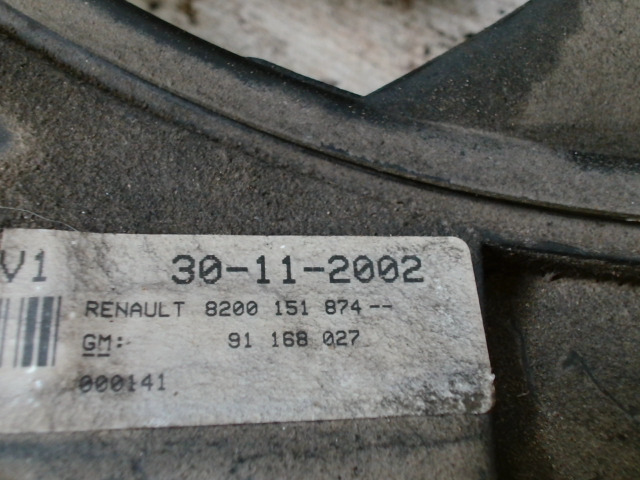 V1 30-11-2002
RENAULT 8200 151 874--
GM: 91 168 027
000141